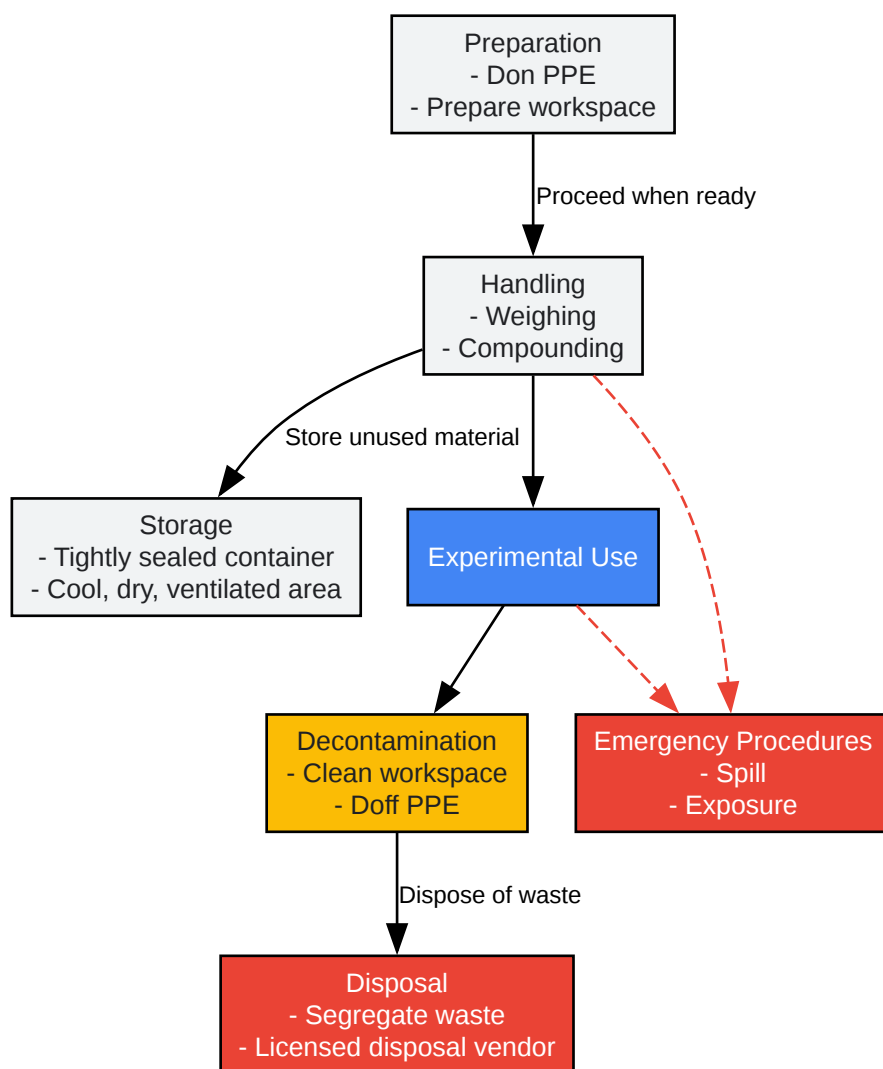 Preparation
- Don PPE
- Prepare workspace
Proceed when ready
Handling
- Weighing
- Compounding
Store unused material
Storage
- Tightly sealed container
- Cool, dry, ventilated area
Experimental Use
Decontamination
- Clean workspace
- Doff PPE
Emergency Procedures
- Spill
- Exposure
Dispose of waste
Disposal
- Segregate waste
- Licensed disposal vendor